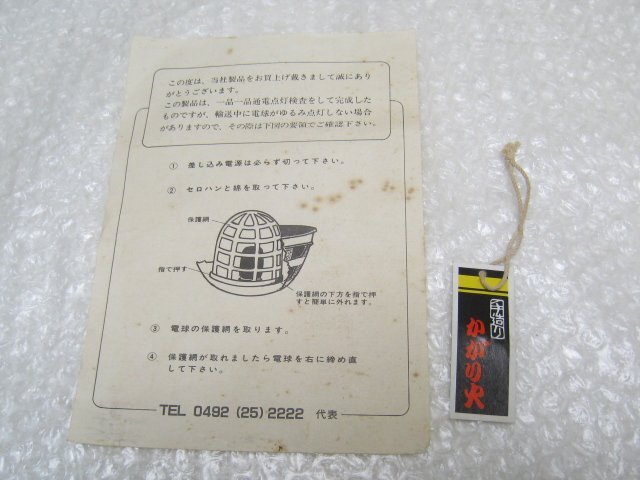 この度は、当社製品をお買上げ戴きまして誠にあり
がとうございます。
この製品は、一品一品通電点灯検査をして完成した
ものですが、輸送中に電球がゆるみ点灯しない場合
がありますので、その際は下図の要領でご確認下さい。
① 差し込み電源は必らず切って下さい。
② セロハンと綿を取って下さい。
保護網
指で押す
保護網の下方を指で押
すと簡単に外れます。
③ 電球の保護網を取ります。
④ 保護網が取れましたら電球を右に締め直
して下さい。
TEL 0492 (25) 2222 代表
手造り
かがり火